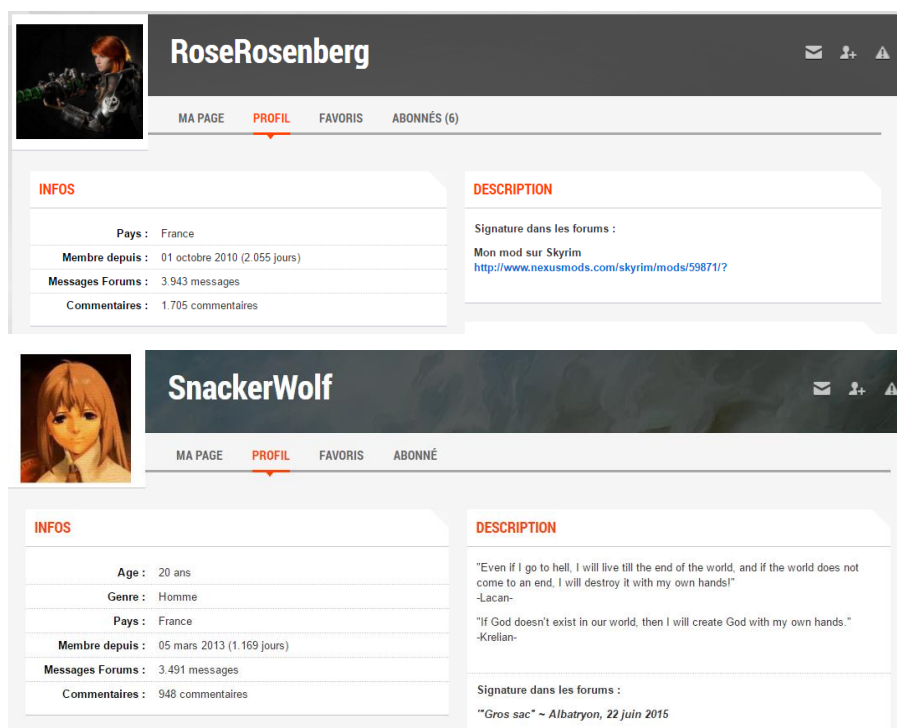 RoseRosenberg
MA PAGE PROFIL FAVORIS ABONNÉS (6)
INFOS
Pays : France
Membre depuis : 01 octobre 2010 (2.055 jours)
Messages Forums : 3.943 messages
Commentaires : 1.705 commentaires
DESCRIPTION
Signature dans les forums :
Mon mod sur Skyrim
http://www.nexusmods.com/skyrim/mods/59871/?
SnackerWolf
MA PAGE PROFIL FAVORIS ABONNÉ
INFOS
Age : 20 ans
Genre : Homme
Pays : France
Membre depuis : 05 mars 2013 (1.169 jours)
Messages Forums : 3.491 messages
Commentaires : 948 commentaires
DESCRIPTION
"Even if I go to hell, I will live till the end of the world, and if the world does not
come to an end, I will destroy it with my own hands!"
-Lacan-
"If God doesn't exist in our world, then I will create God with my own hands."
-Krelian-
Signature dans les forums :
'"Gros sac" ~ Albatryon, 22 juin 2015